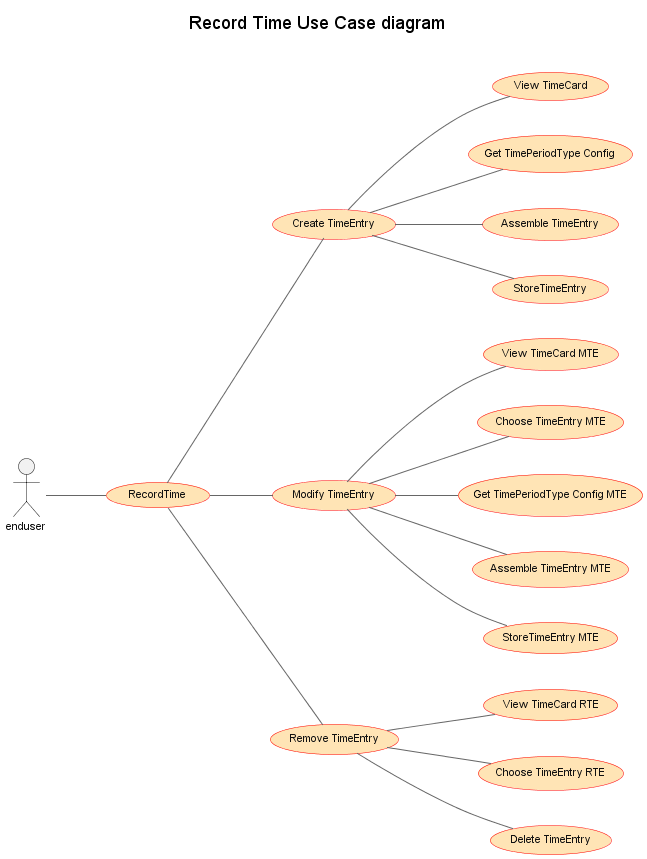 Record Time Use Case diagram
View TimeCard
Get TimePeriodType Config
Create TimeEntry
Assemble TimeEntry
StoreTimeEntry
View TimeCard MTE
Choose TimeEntry MTE
RecordTime
Modify TimeEntry
Get TimePeriodType Config MTE
enduser
Assemble TimeEntry MTE
StoreTimeEntry MTE
View TimeCard RTE
Remove TimeEntry
Choose TimeEntry RTE
Delete TimeEntry